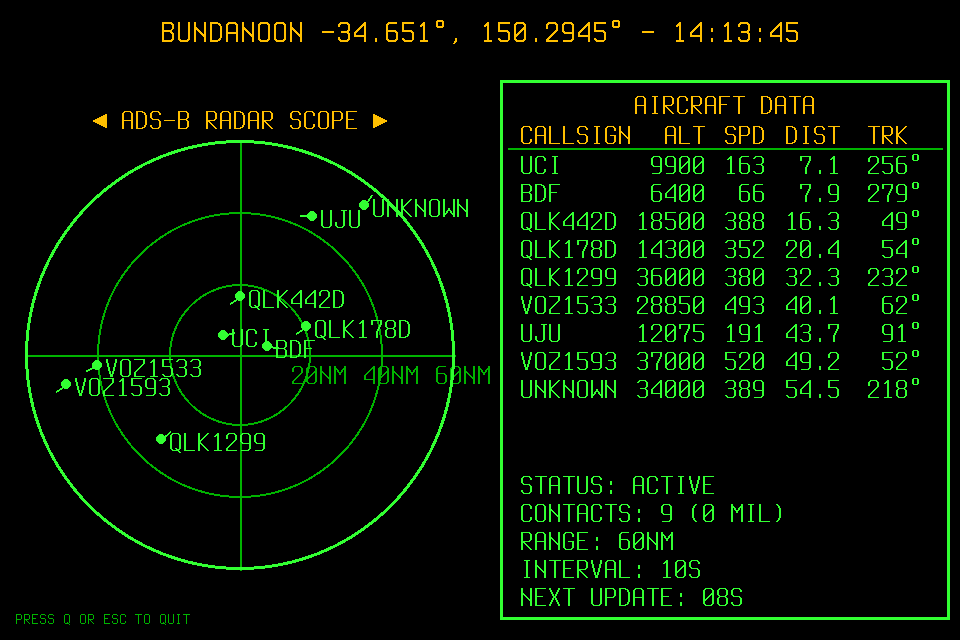 BUNDANOON -34.651°, 150.2945° - 14:13:45
◄ ADS-B RADAR SCOPE ►
UNKNOWN
UJU
QLK442D
QLK178D
UCI
BDF
VOZ1533
20NM 40NM 60NM
VOZ1593
QLK1299
PRESS Q OR ESC TO QUIT
AIRCRAFT DATA
CALLSIGN ALT SPD DIST TRK
UCI 9900 163 7.1 256°
BDF 6400 66 7.9 279°
QLK442D 18500 388 16.3 49°
QLK178D 14300 352 20.4 54°
QLK1299 36000 380 32.3 232°
VOZ1533 28850 493 40.1 62°
UJU 12075 191 43.7 91°
VOZ1593 37000 520 49.2 52°
UNKNOWN 34000 389 54.5 218°
STATUS: ACTIVE
CONTACTS: 9 (0 MIL)
RANGE: 60NM
INTERVAL: 10S
NEXT UPDATE: 08S